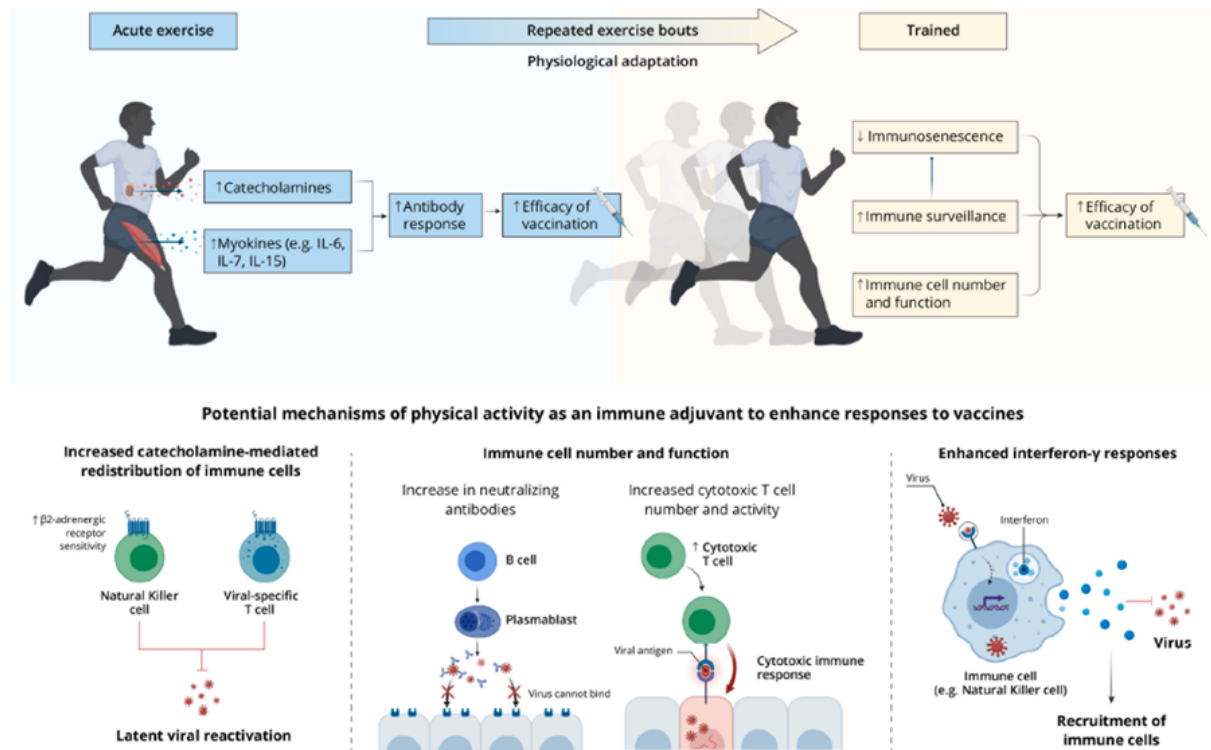 Acute exercise
Repeated exercise bouts
Physiological adaptation
Trained
↑Catecholamines
↑Myokines (e.g. IL-6,
IL-7, IL-15)
↑Antibody
response
↑Efficacy of
vaccination
↓ Immunosenescence
↑Immune surveillance
↑Immune cell number
and function
↑Efficacy of
vaccination
Potential mechanisms of physical activity as an immune adjuvant to enhance responses to vaccines
Increased catecholamine-mediated
redistribution of immune cells
↑β2-adrenergic
receptor
sensitivity
Natural Killer
cell
Viral-specific
T cell
Latent viral reactivation
Immune cell number and function
Increase in neutralizing
antibodies
B cell
Plasmablast
Virus cannot bind
Increased cytotoxic T cell
number and activity
↑ Cytotoxic
T cell
Viral antigen
Cytotoxic immune
response
Enhanced interferon-γ responses
Virus
Interferon
Immune cell
(e.g. Natural Killer cell)
Virus
Recruitment of
immune cells